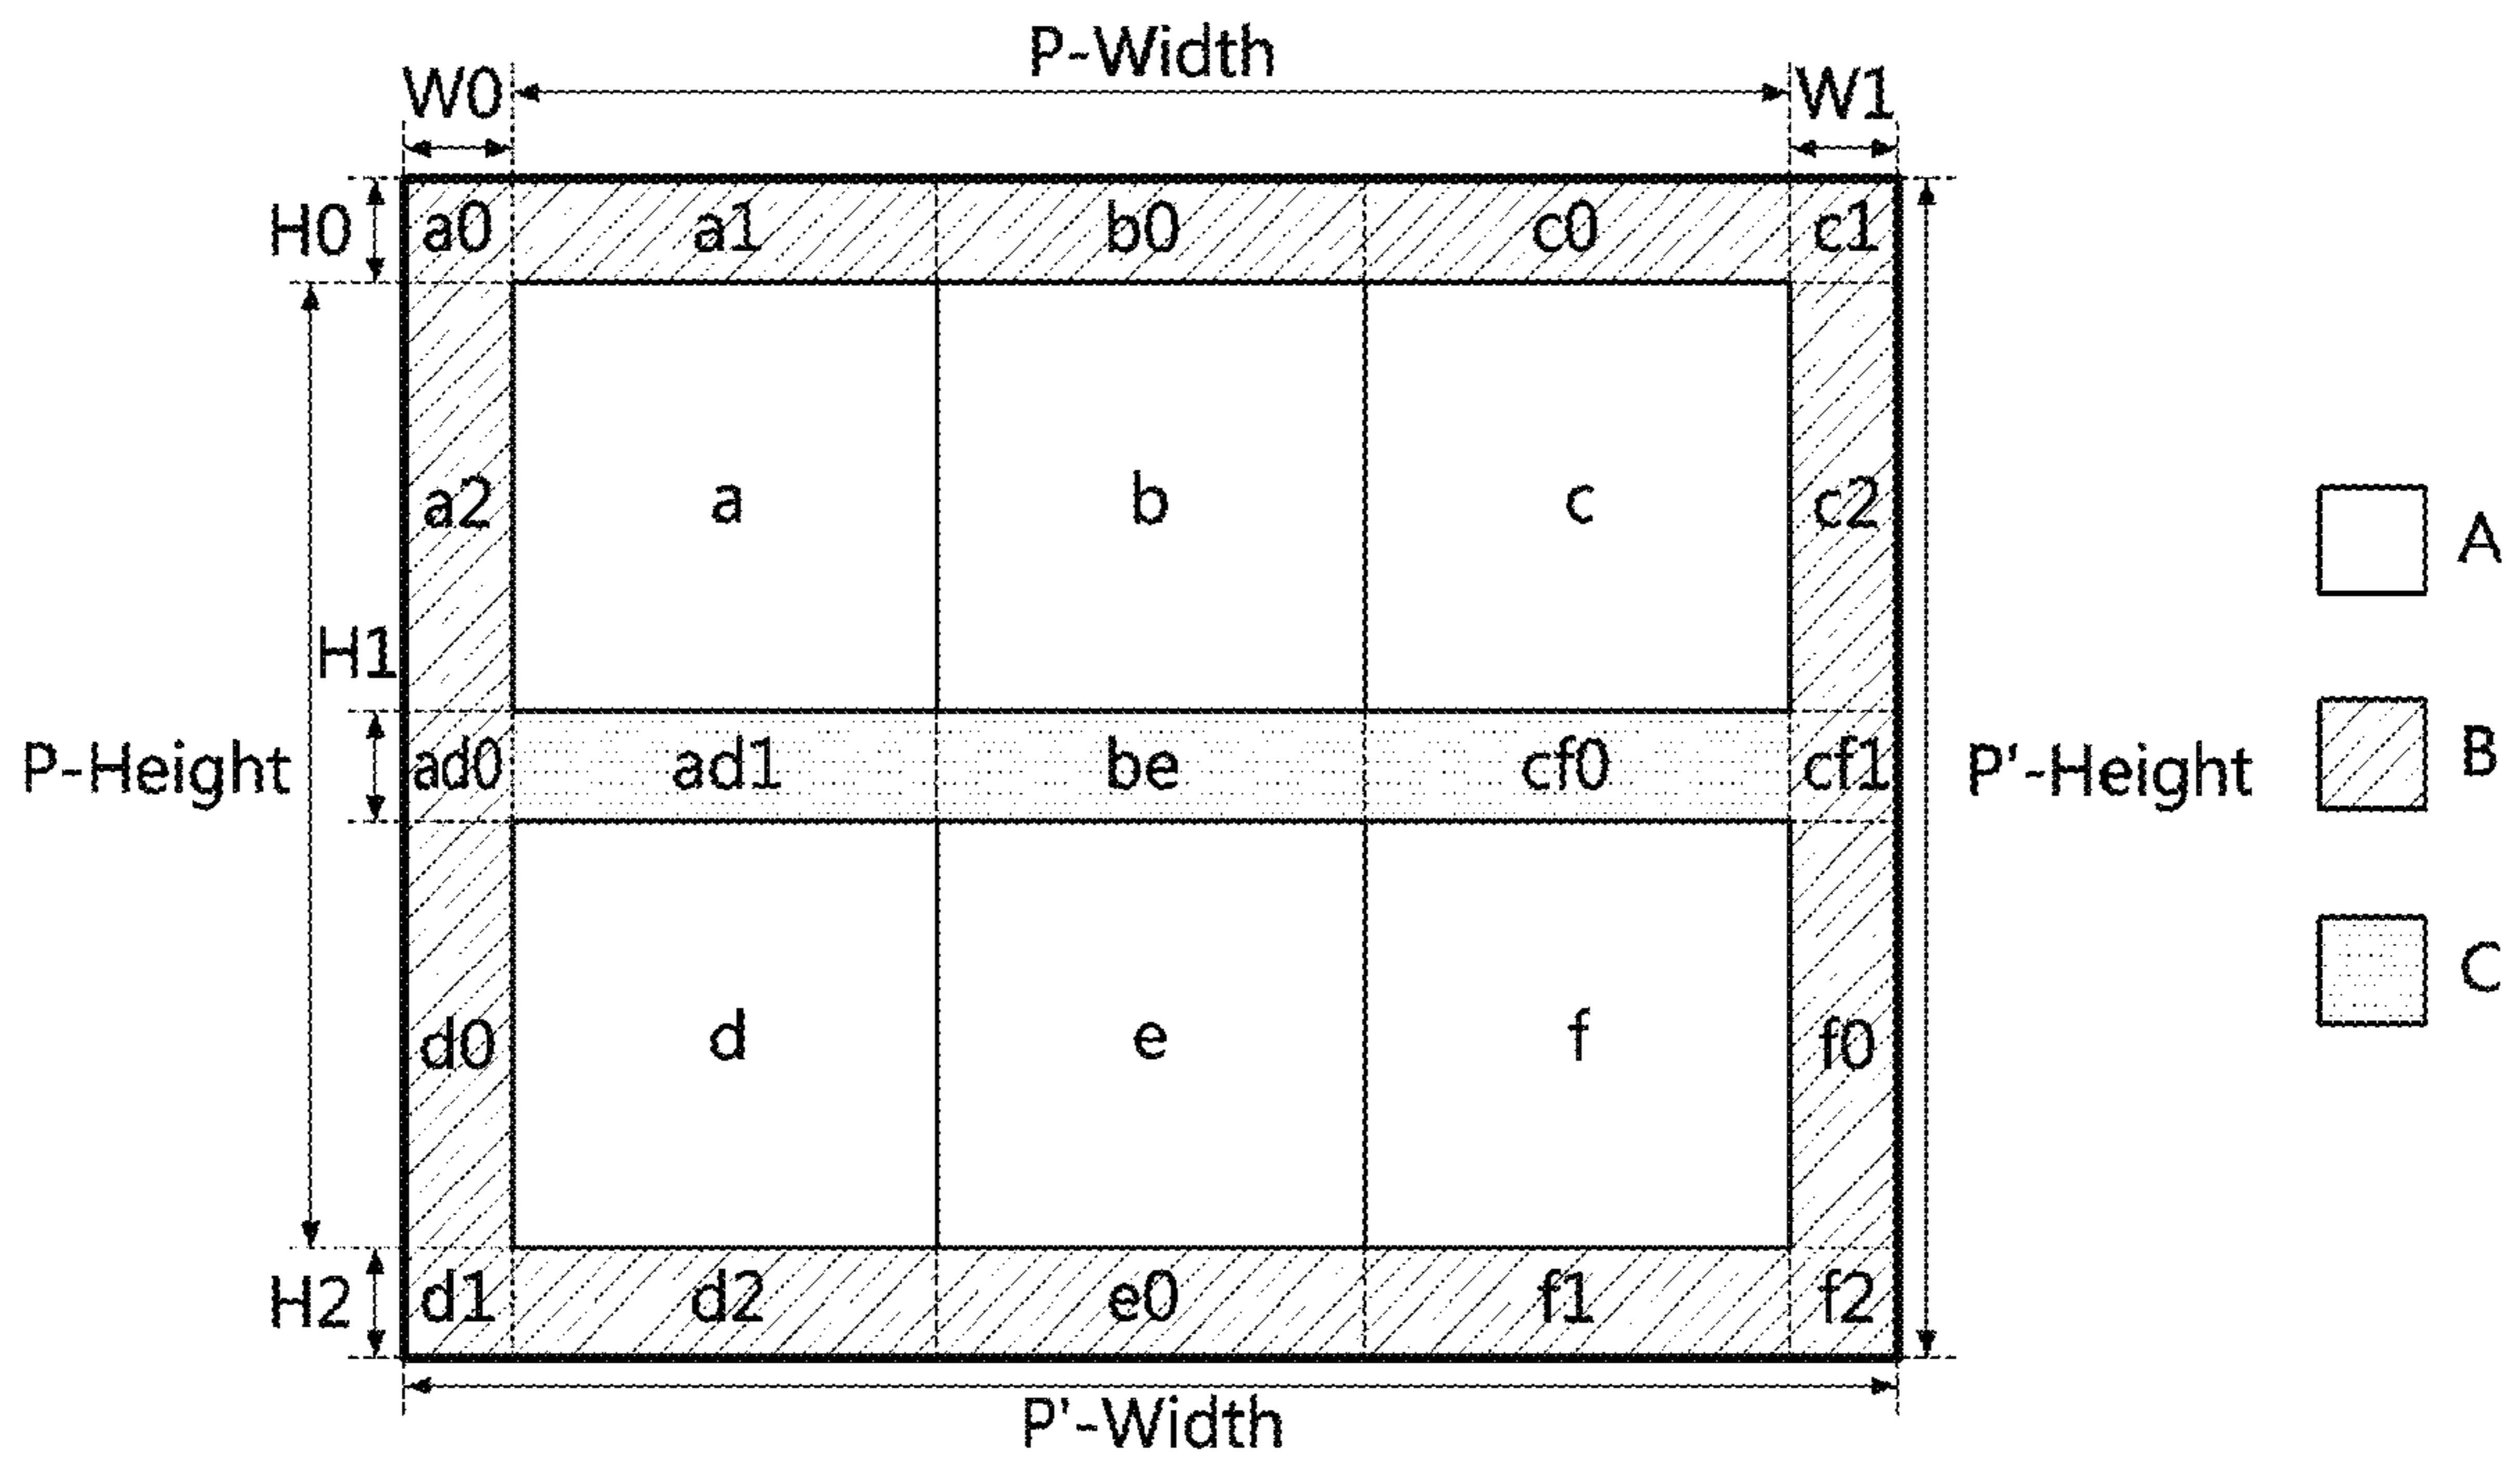 P-Width
W0
W1
H0
a0
a1
b0
c0
c1
a2
a
b
c
c2
A
H1
P-Height
ad0
ad1
be
cf0
cf1
P'-Height
B
C
d0
d
e
f
f0
H2
d1
d2
e0
f1
f2
P'-Width